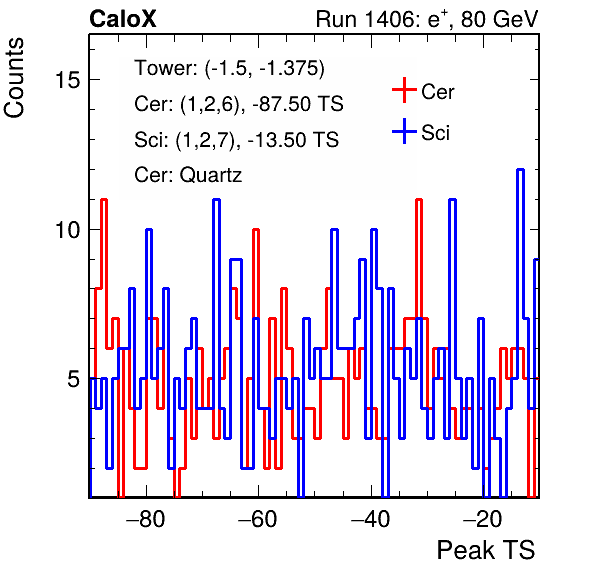 CaloX Run 1406: e⁺, 80 GeV
Counts
Tower: (-1.5, -1.375)
Cer: (1,2,6), -87.50 TS
Sci: (1,2,7), -13.50 TS
Cer: Quartz
Cer
Sci
15
10
5
−80 −60 −40 −20
Peak TS